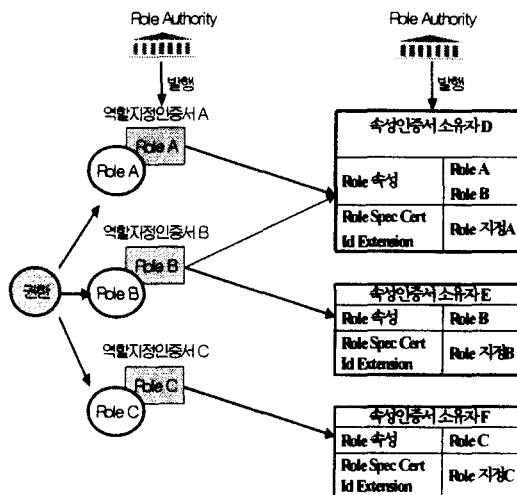 Role Authority
발행
역할지정인증서 A
Role A
Role A
역할지정인증서 B
Role B
Role B
권한
역할지정인증서 C
Role C
Role C
Role Authority
발행
속성인증서 소유자 D
Role 속성
Role A
Role B
Role Spec Cert
Id Extension
Role 지정A
속성인증서 소유자 E
Role 속성
Role B
Role Spec Cert
Id Extension
Role 지정B
속성인증서 소유자 F
Role 속성
Role C
Role Spec Cert
Id Extension
Role 지정C